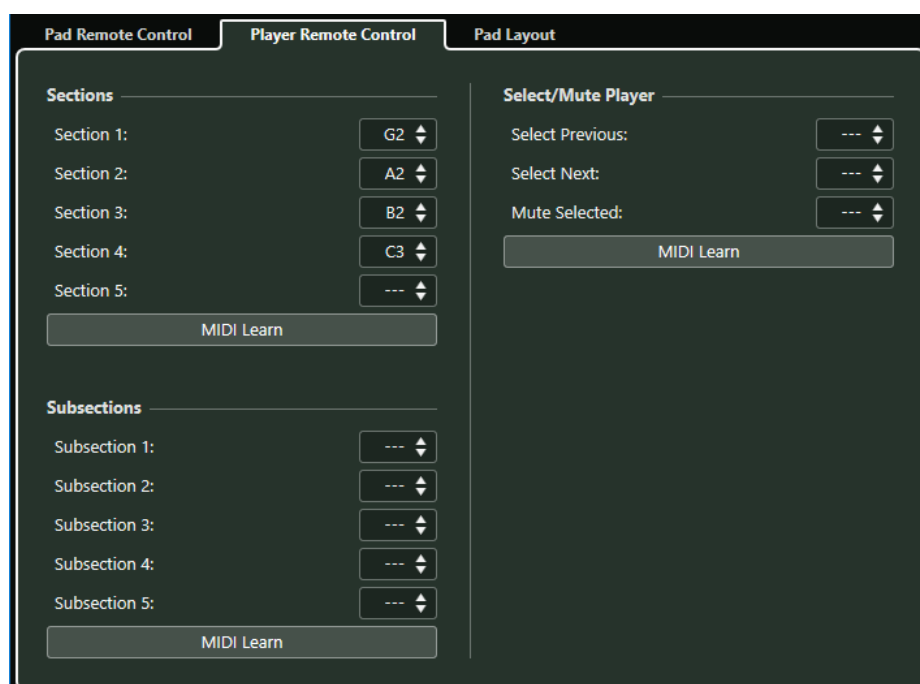 Pad Remote Control
Player Remote Control
Pad Layout
Sections
Section 1: G2
Section 2: A2
Section 3: B2
Section 4: C3
Section 5: ---
MIDI Learn
Subsections
Subsection 1: ---
Subsection 2: ---
Subsection 3: ---
Subsection 4: ---
Subsection 5: ---
MIDI Learn
Select/Mute Player
Select Previous: ---
Select Next: ---
Mute Selected: ---
MIDI Learn